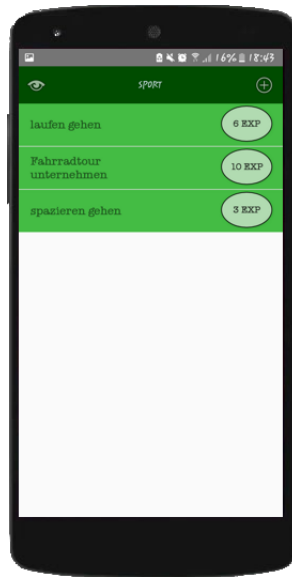 16% 18:43
SPORT
laufen gehen
6 EXP
Fahrradtour
unternehmen
10 EXP
spazieren gehen
3 EXP